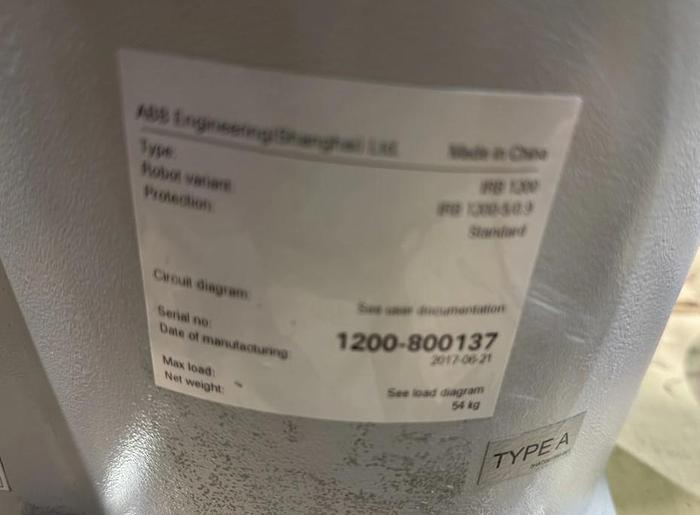 ABB Engineering(Shanghai) Ltd. Made in China
Type: IRB 1200
Robot variant: IRB 1200-5/0.9
Protection: Standard
Circuit diagram: See user documentation
Serial no: 1200-800137
Date of manufacturing: 2017-06-21
Max load: See load diagram
Net weight: 54 kg
TYPE A